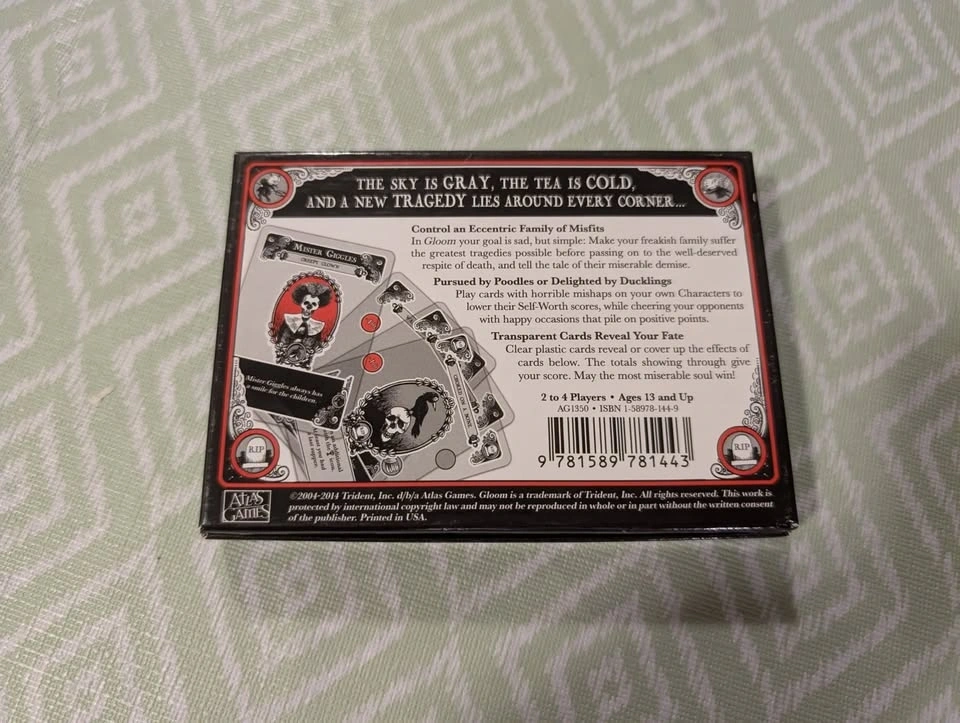 THE SKY IS GRAY, THE TEA IS COLD,
AND A NEW TRAGEDY LIES AROUND EVERY CORNER...
Control an Eccentric Family of Misfits
In Gloom your goal is sad, but simple: Make your freakish family suffer
the greatest tragedies possible before passing on to the well-deserved
respite of death, and tell the tale of their miserable demise.
Pursued by Poodles or Delighted by Ducklings
Play cards with horrible mishaps on your own Characters to
lower their Self-Worth scores, while cheering your opponents
with happy occasions that pile on positive points.
Transparent Cards Reveal Your Fate
Clear plastic cards reveal or cover up the effects of
cards below. The totals showing through give
your score. May the most miserable soul win!
2 to 4 Players • Ages 13 and Up
AG1350 • ISBN 1-58978-144-9
9 781589 781443
MISTER GIGGLES
CREEPY CLOWN
Mister Giggles always has
a smile for the children.
R.I.P
R.I.P
ATLAS
GAMES
©2004-2014 Trident, Inc. d/b/a Atlas Games. Gloom is a trademark of Trident, Inc. All rights reserved. This work is
protected by international copyright law and may not be reproduced in whole or in part without the written consent
of the publisher. Printed in USA.